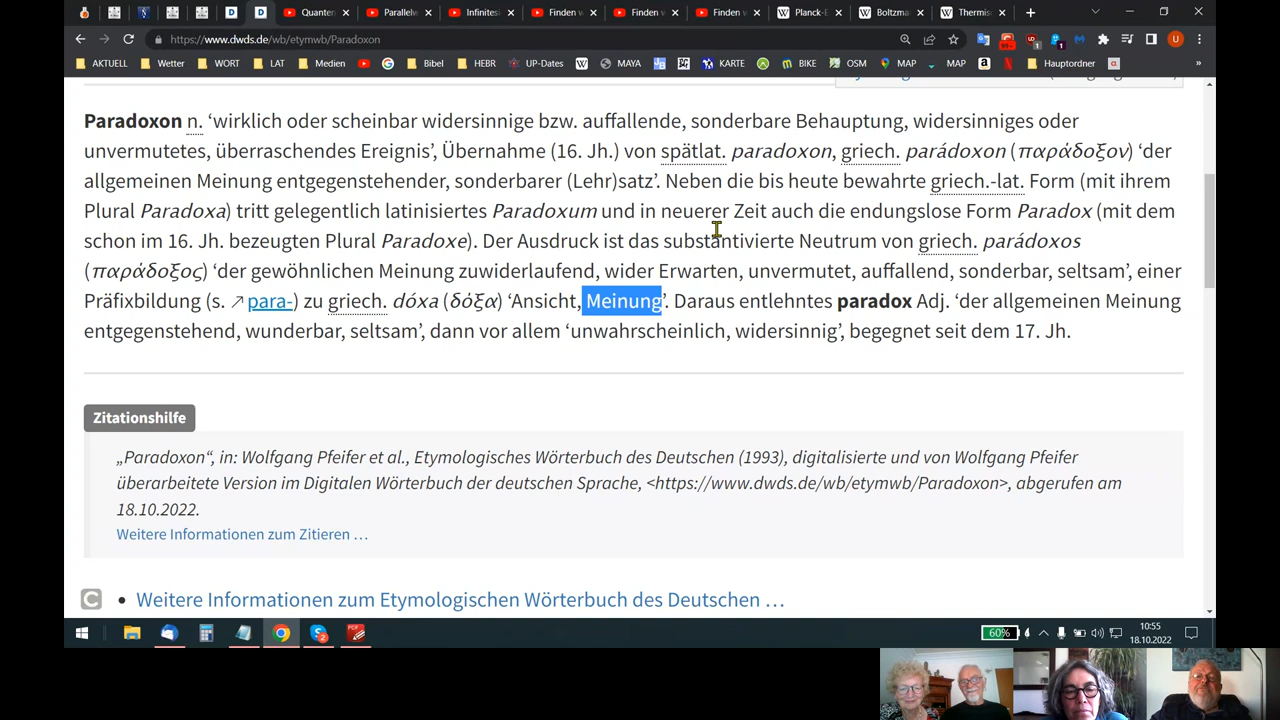 Quanten
Parallelw
Infinitesi
Finden w
Finden w
Finden w
Planck-E
Boltzma
Thermis
https://www.dwds.de/wb/etymwb/Paradoxon
AKTUELL
Wetter
WORT
LAT
Medien
Bibel
HEBR
UP-Dates
MAYA
KARTE
BIKE
OSM
MAP
MAP
Hauptordner
Paradoxon n. ‘wirklich oder scheinbar widersinnige bzw. auffallende, sonderbare Behauptung, widersinniges oder
unvermutetes, überraschendes Ereignis’, Übernahme (16. Jh.) von spätlat. paradoxon, griech. parádoxon (παράδοξον) ‘der
allgemeinen Meinung entgegenstehender, sonderbarer (Lehr)satz’. Neben die bis heute bewahrte griech.-lat. Form (mit ihrem
Plural Paradoxa) tritt gelegentlich latinisiertes Paradoxum und in neuerer Zeit auch die endungslose Form Paradox (mit dem
schon im 16. Jh. bezeugten Plural Paradoxe). Der Ausdruck ist das substantivierte Neutrum von griech. parádoxos
(παράδοξος) ‘der gewöhnlichen Meinung zuwiderlaufend, wider Erwarten, unvermutet, auffallend, sonderbar, seltsam’, einer
Präfixbildung (s. ↗para-) zu griech. dóxa (δόξα) ‘Ansicht, Meinung’. Daraus entlehntes paradox Adj. ‘der allgemeinen Meinung
entgegenstehend, wunderbar, seltsam’, dann vor allem ‘unwahrscheinlich, widersinnig’, begegnet seit dem 17. Jh.
Zitationshilfe
„Paradoxon“, in: Wolfgang Pfeifer et al., Etymologisches Wörterbuch des Deutschen (1993), digitalisierte und von Wolfgang Pfeifer
überarbeitete Version im Digitalen Wörterbuch der deutschen Sprache, <https://www.dwds.de/wb/etymwb/Paradoxon>, abgerufen am
18.10.2022.
Weitere Informationen zum Zitieren …
• Weitere Informationen zum Etymologischen Wörterbuch des Deutschen …
60%
10:55
18.10.2022